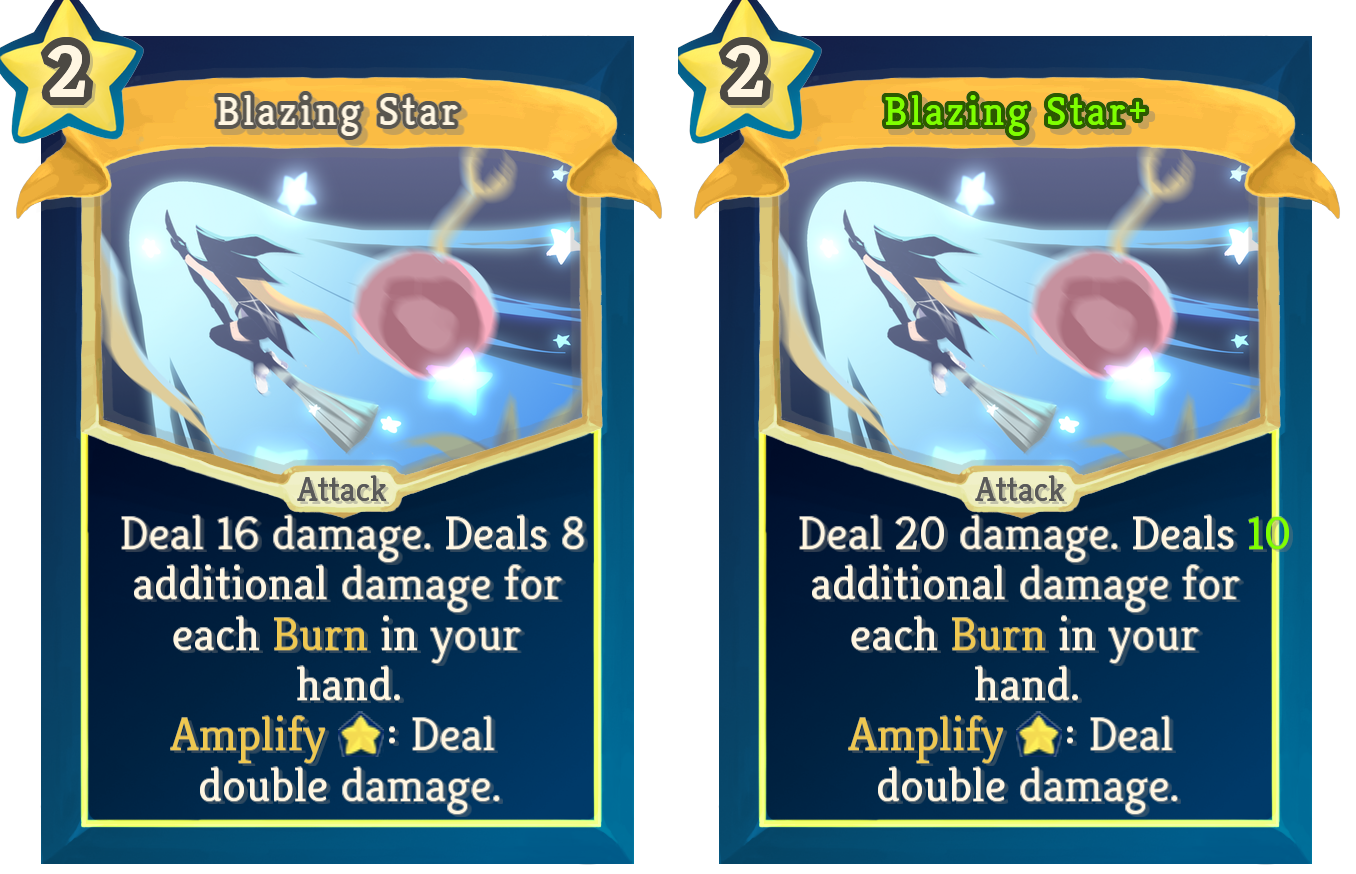 2
Blazing Star
Attack
Deal 16 damage. Deals 8
additional damage for
each Burn in your
hand.
Amplify : Deal
double damage.
2
Blazing Star+
Attack
Deal 20 damage. Deals 10
additional damage for
each Burn in your
hand.
Amplify : Deal
double damage.